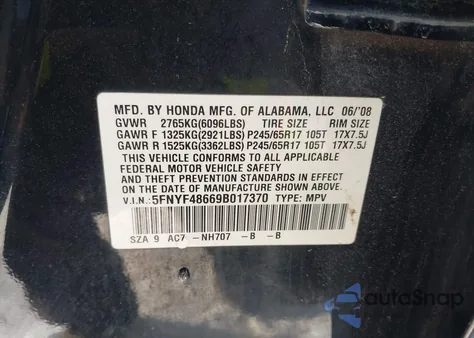 MFD. BY HONDA MFG. OF ALABAMA, LLC 06/'08
GVWR 2765KG(6096LBS) TIRE SIZE RIM SIZE
GAWR F 1325KG(2921LBS) P245/65R17 105T 17X7.5J
GAWR R 1525KG(3362LBS) P245/65R17 105T 17X7.5J
THIS VEHICLE CONFORMS TO ALL APPLICABLE
FEDERAL MOTOR VEHICLE SAFETY STANDARDS IN EFFECT
ON THE DATE OF MANUFACTURE SHOWN ABOVE.
V.I.N.: 5FNYF48669B017370 TYPE: MPV
SZA 9 AC7 -NH707 -B -B
autoSnap